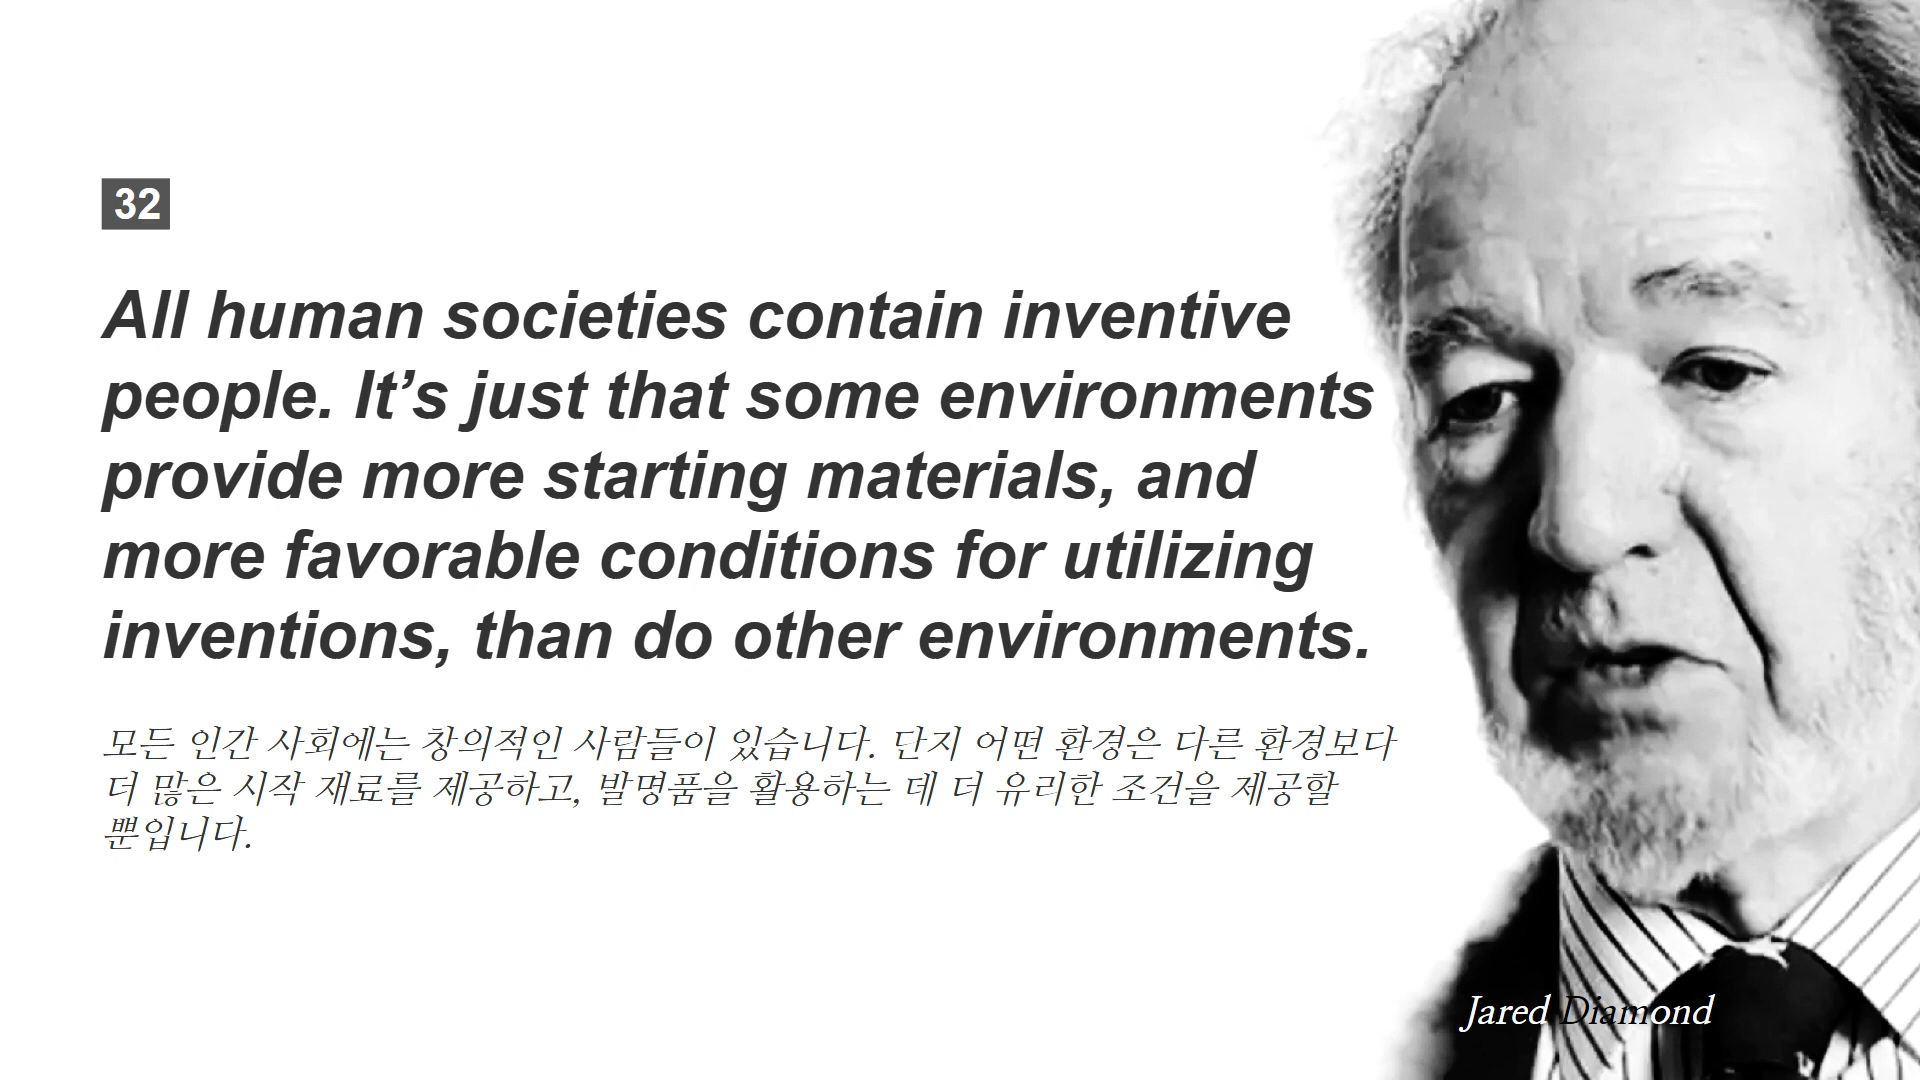 32
All human societies contain inventive
people. It’s just that some environments
provide more starting materials, and
more favorable conditions for utilizing
inventions, than do other environments.
모든 인간 사회에는 창의적인 사람들이 있습니다. 단지 어떤 환경은 다른 환경보다
더 많은 시작 재료를 제공하고, 발명품을 활용하는 데 더 유리한 조건을 제공할
뿐입니다.
Jared Diamond